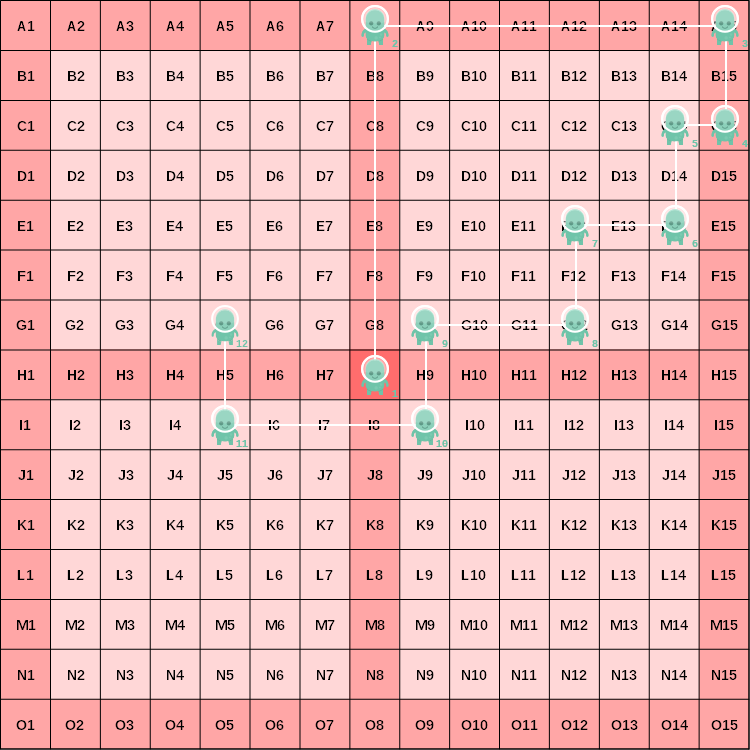 A1 A2 A3 A4 A5 A6 A7 2 A9 A10 A11 A12 A13 A14 3
B1 B2 B3 B4 B5 B6 B7 B8 B9 B10 B11 B12 B13 B14 B15
C1 C2 C3 C4 C5 C6 C7 C8 C9 C10 C11 C12 C13 5 4
D1 D2 D3 D4 D5 D6 D7 D8 D9 D10 D11 D12 D13 D14 D15
E1 E2 E3 E4 E5 E6 E7 E8 E9 E10 E11 7 E13 6 E15
F1 F2 F3 F4 F5 F6 F7 F8 F9 F10 F11 F12 F13 F14 F15
G1 G2 G3 G4 12 G6 G7 G8 9 G10 G11 8 G13 G14 G15
H1 H2 H3 H4 H5 H6 H7 1 H9 H10 H11 H12 H13 H14 H15
I1 I2 I3 I4 11 I6 I7 I8 10 I10 I11 I12 I13 I14 I15
J1 J2 J3 J4 J5 J6 J7 J8 J9 J10 J11 J12 J13 J14 J15
K1 K2 K3 K4 K5 K6 K7 K8 K9 K10 K11 K12 K13 K14 K15
L1 L2 L3 L4 L5 L6 L7 L8 L9 L10 L11 L12 L13 L14 L15
M1 M2 M3 M4 M5 M6 M7 M8 M9 M10 M11 M12 M13 M14 M15
N1 N2 N3 N4 N5 N6 N7 N8 N9 N10 N11 N12 N13 N14 N15
O1 O2 O3 O4 O5 O6 O7 O8 O9 O10 O11 O12 O13 O14 O15